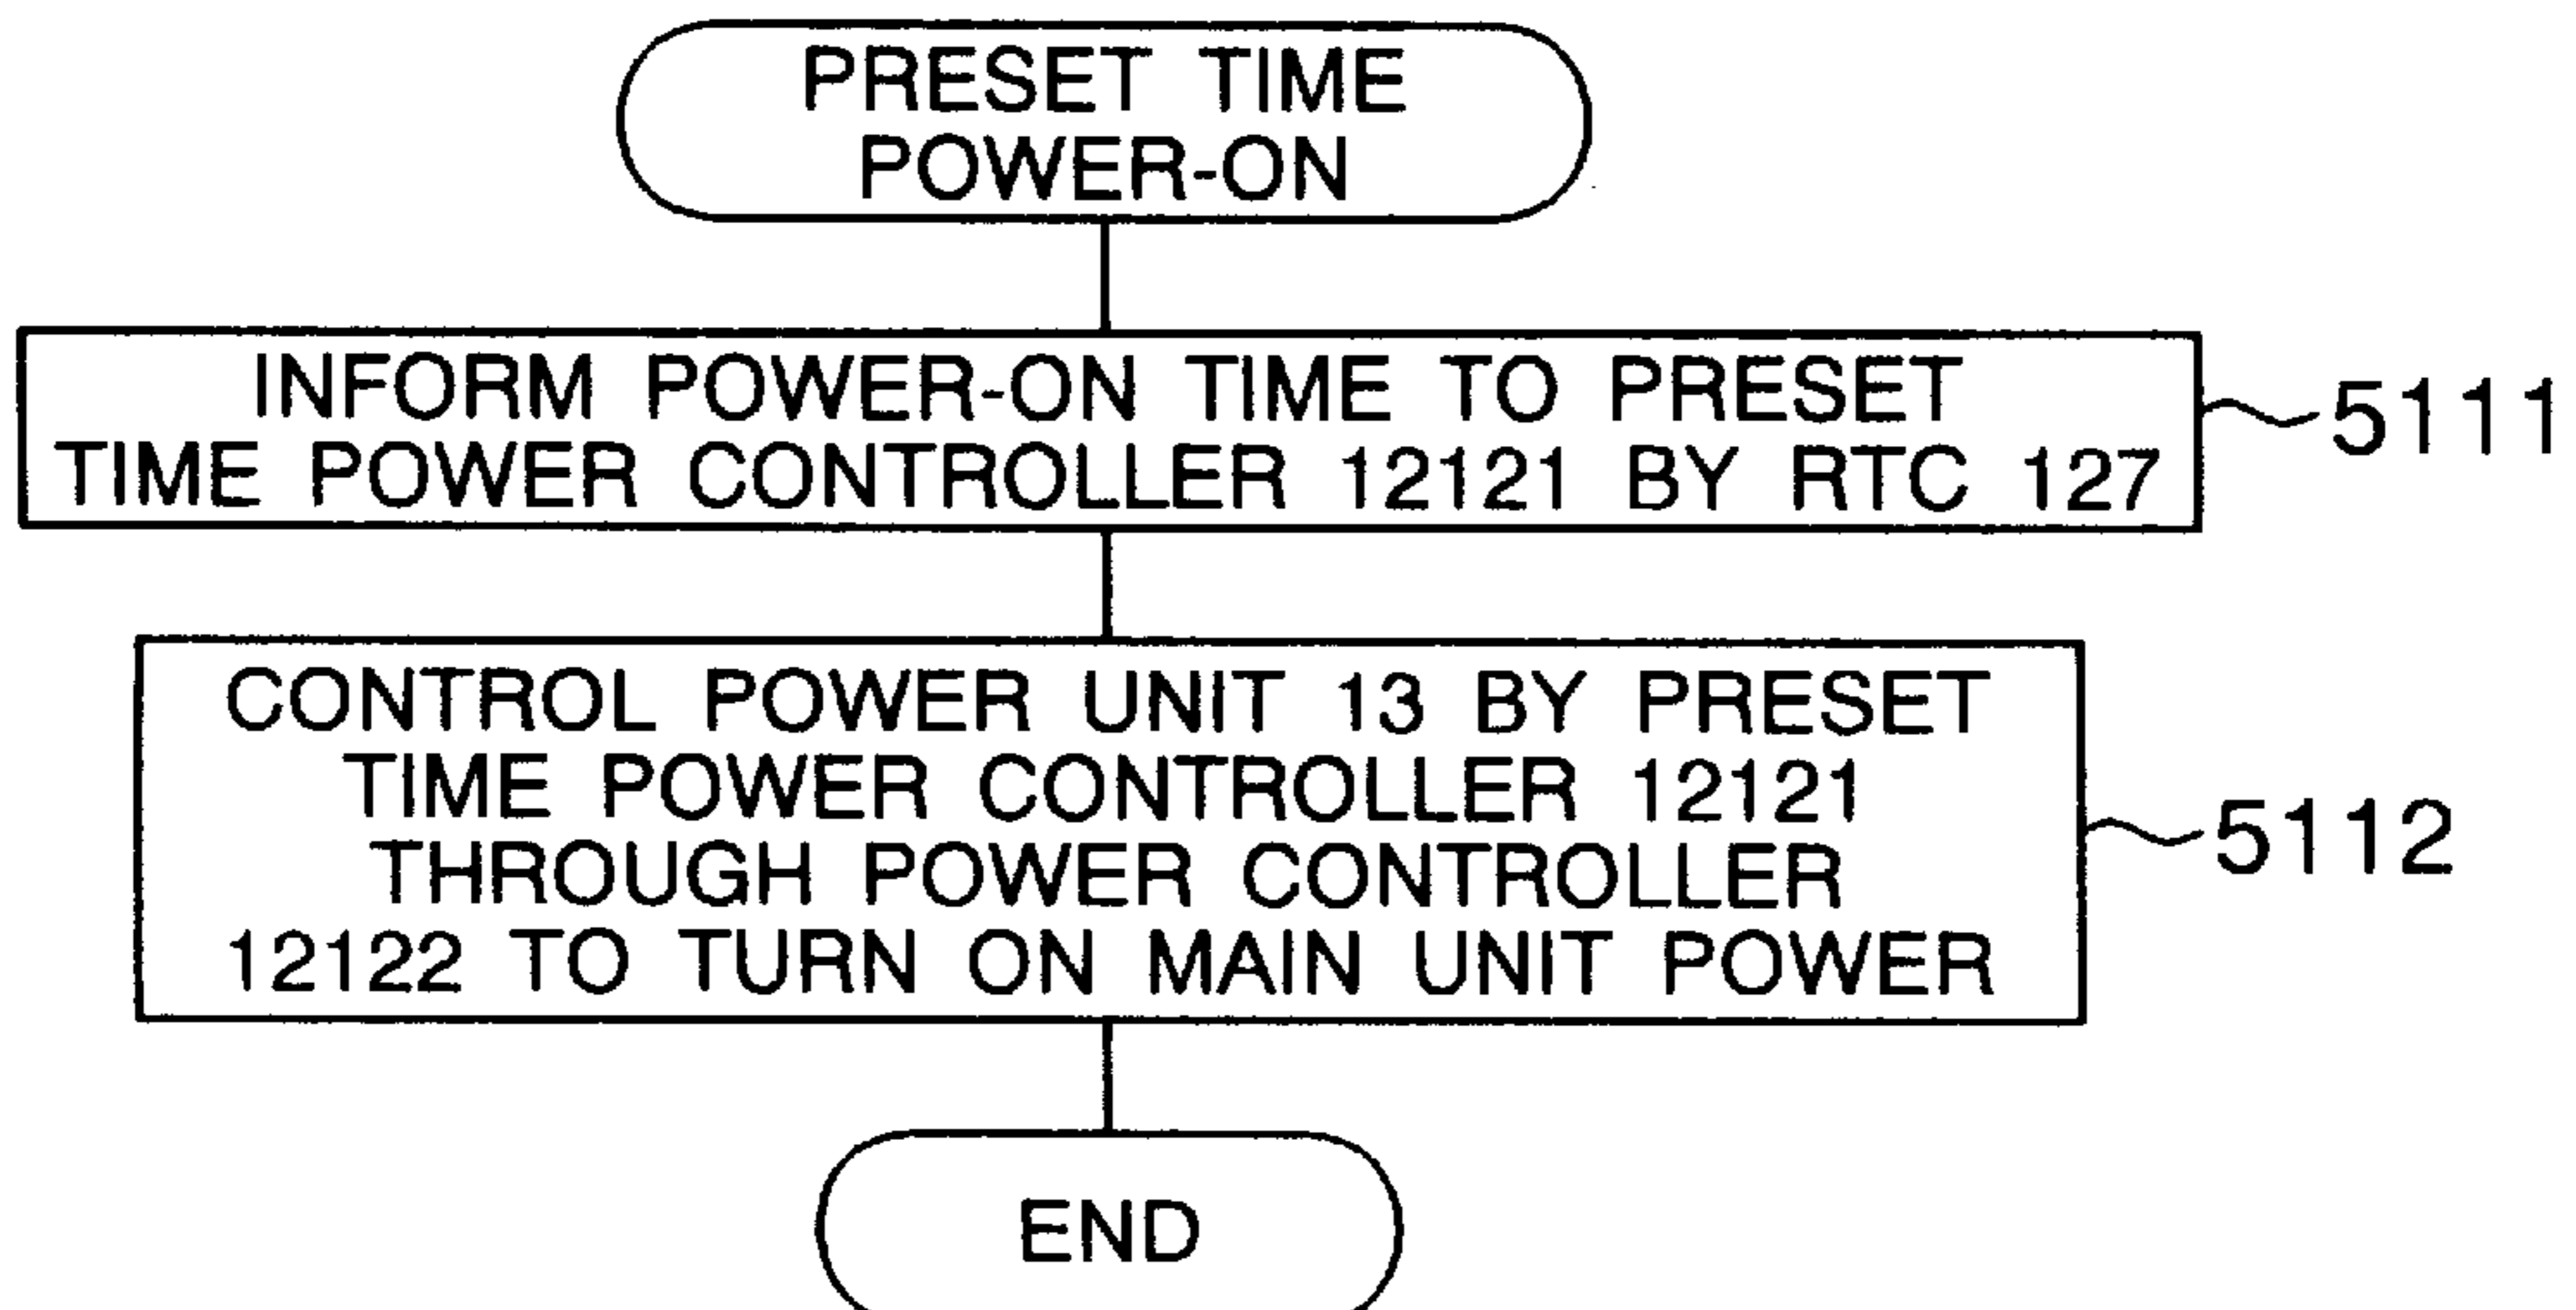 PRESET TIME
POWER-ON
INFORM POWER-ON TIME TO PRESET
TIME POWER CONTROLLER 12121 BY RTC 127
5111
CONTROL POWER UNIT 13 BY PRESET
TIME POWER CONTROLLER 12121
THROUGH POWER CONTROLLER
12122 TO TURN ON MAIN UNIT POWER
5112
END